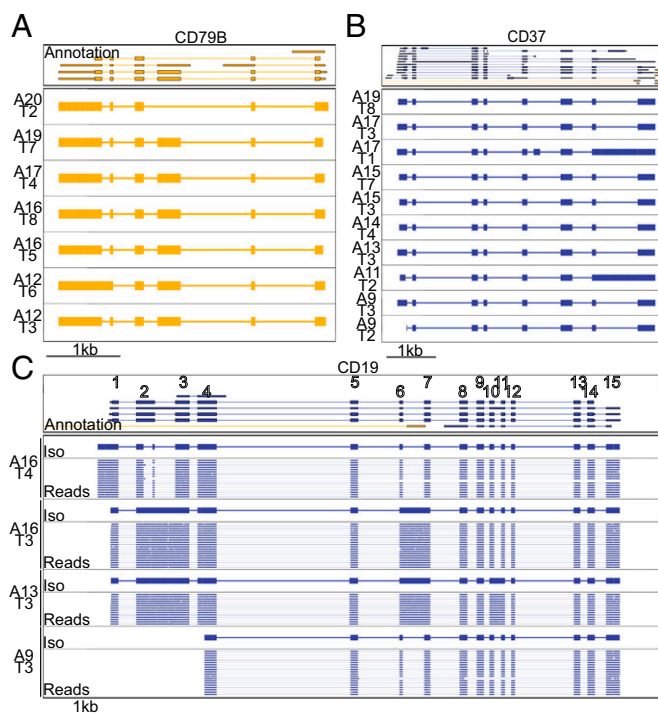 A
CD79B
Annotation
A20
T2
A19
T7
A17
T4
A16
T8
A16
T5
A12
T6
A12
T3
1kb
B
CD37
A19
T8
A17
T3
A17
T1
A15
T7
A15
T3
A14
T4
A13
T3
A11
T2
A9
T3
A9
T2
1kb
C
CD19
1 2 3 4 5 6 7 8 9 10 11 12 13 14 15
Annotation
A16
T4
Iso
Reads
A16
T3
Iso
Reads
A13
T3
Iso
Reads
A9
T3
Iso
Reads
1kb